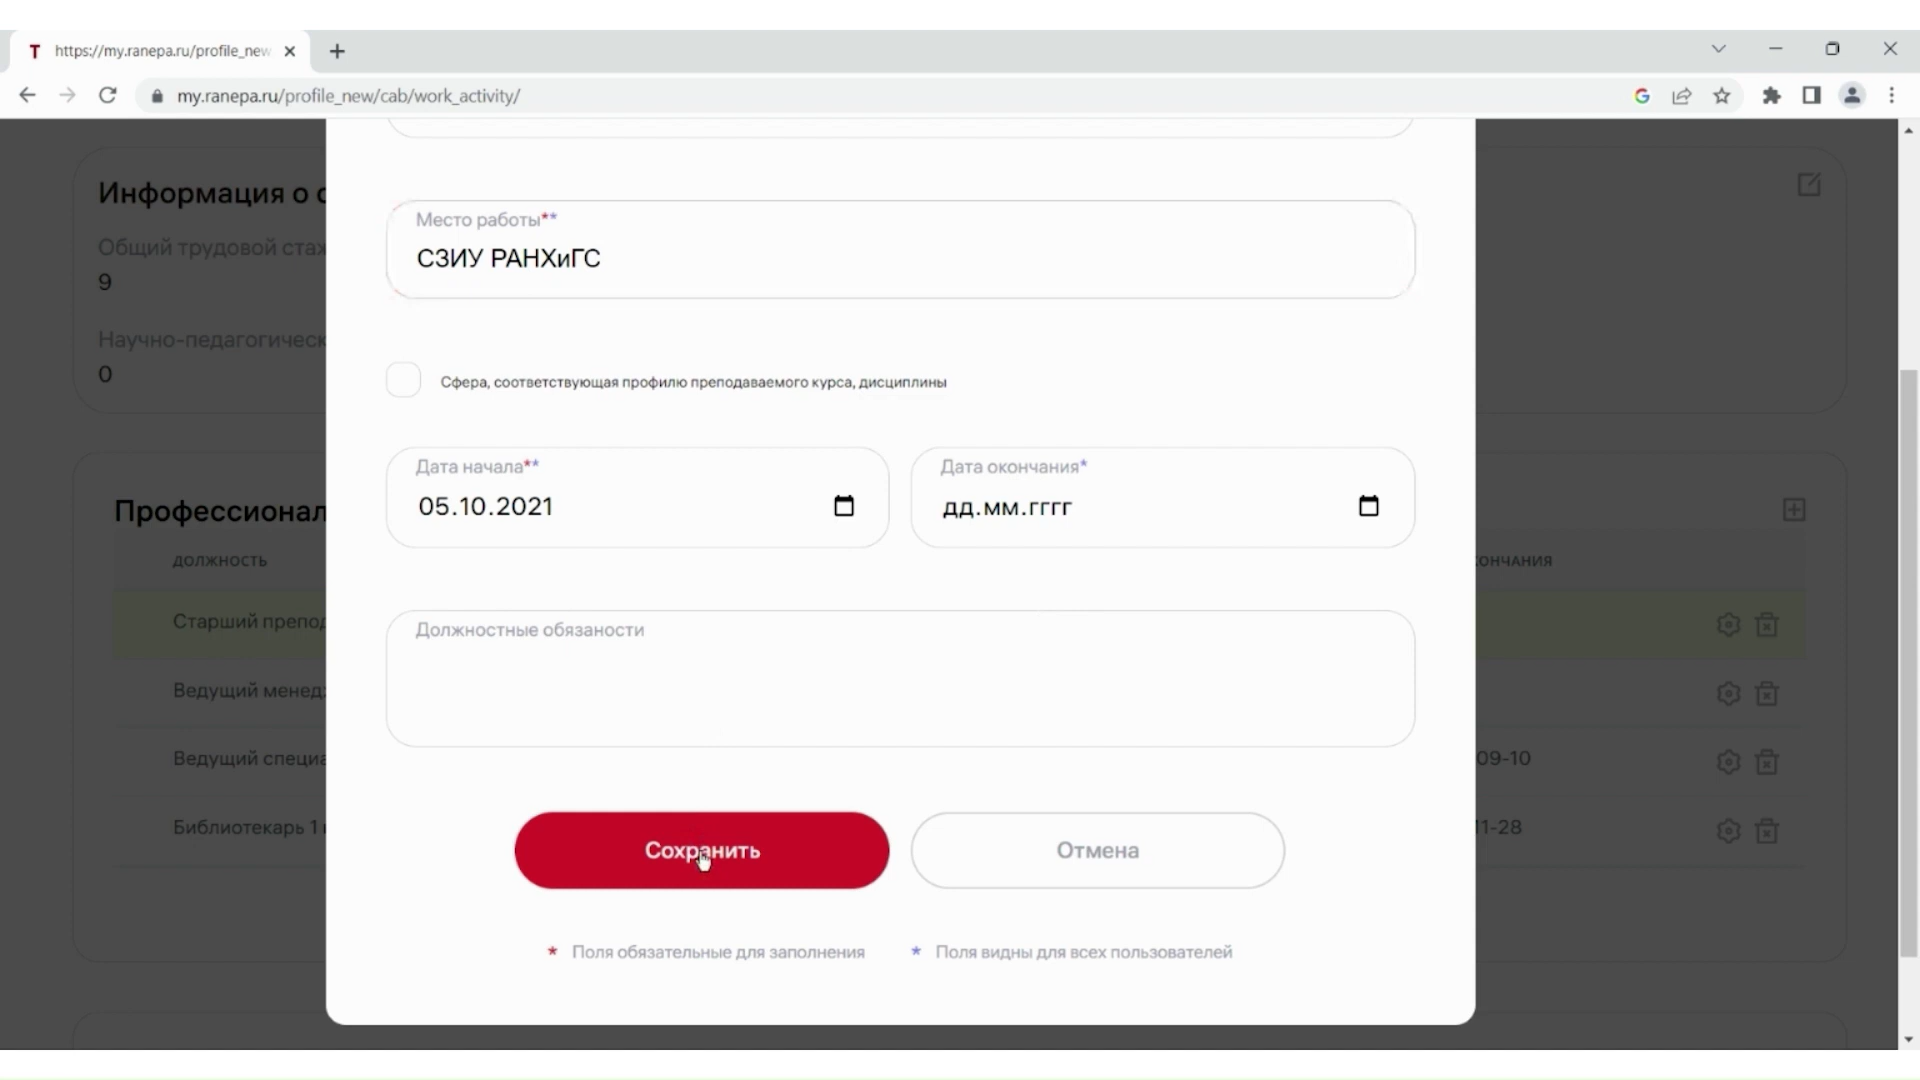 https://my.ranepa.ru/profile_new
my.ranepa.ru/profile_new/cab/work_activity/
Информация о
Общий трудовой стаж
9
Научно-педагогическ
0
Место работы**
СЗИУ РАНХиГС
Сфера, соответствующая профилю преподаваемого курса, дисциплины
Дата начала**
05.10.2021
Дата окончания*
дд.мм.гггг
Должностные обязаности
Сохранить
Отмена
* Поля обязательные для заполнения
* Поля видны для всех пользователей
Профессионал
должность
ончания
Старший препод
Ведущий менед
Ведущий специа
09-10
Библиотекарь 1
11-28